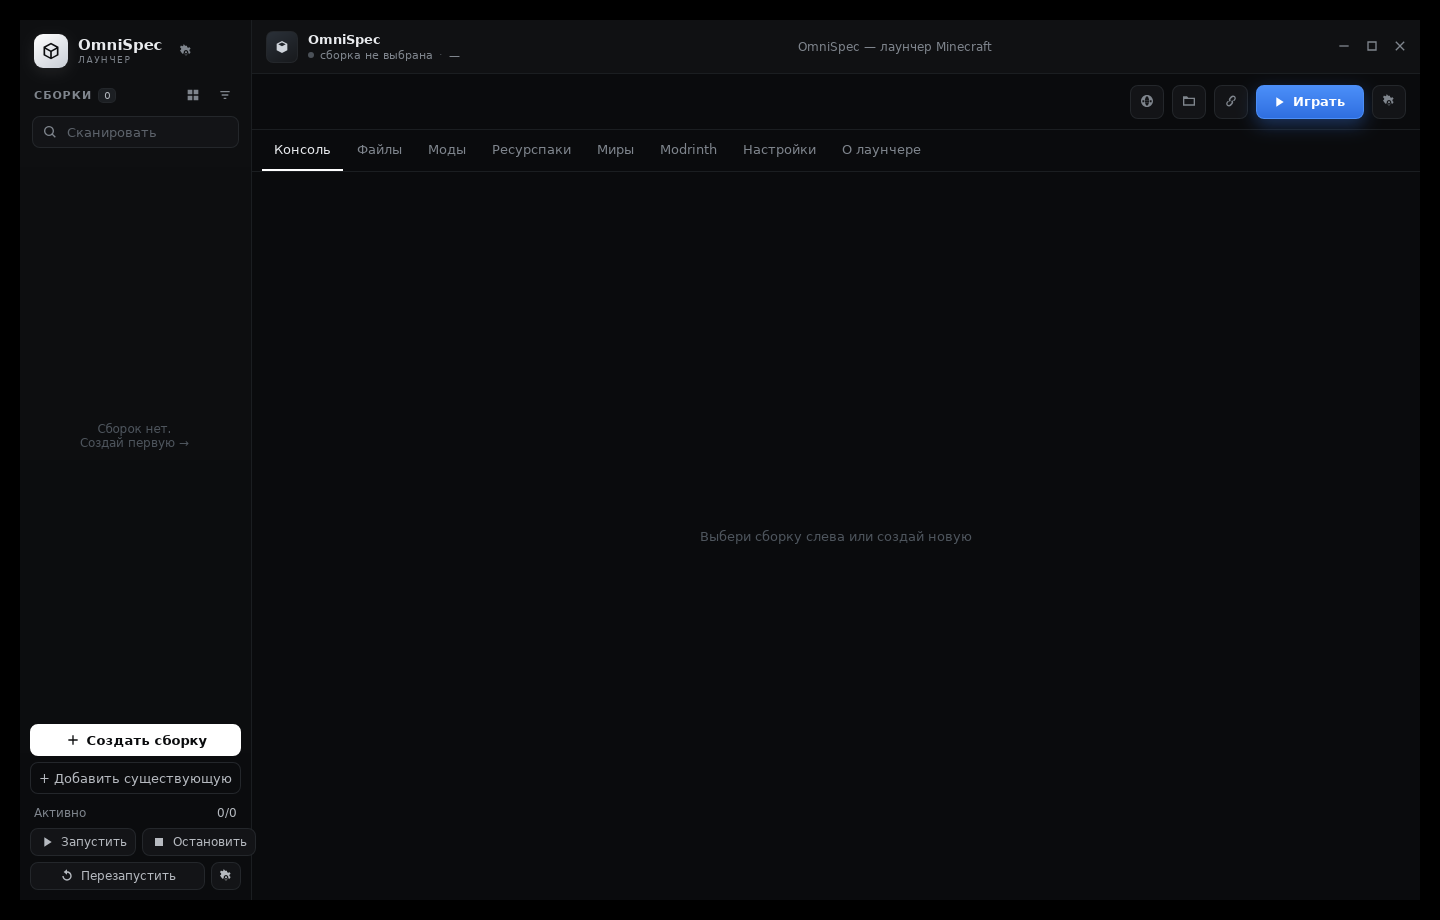 OmniSpec
ЛАУНЧЕР
СБОРКИ 0
Сканировать
Сборок нет.
Создай первую →
+ Создать сборку
+ Добавить существующую
Активно 0/0
Запустить Остановить
Перезапустить
OmniSpec
сборка не выбрана · —
OmniSpec — лаунчер Minecraft
Играть
Консоль Файлы Моды Ресурспаки Миры Modrinth Настройки О лаунчере
Выбери сборку слева или создай новую